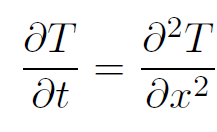 ∂T/∂t = ∂²T/∂x²